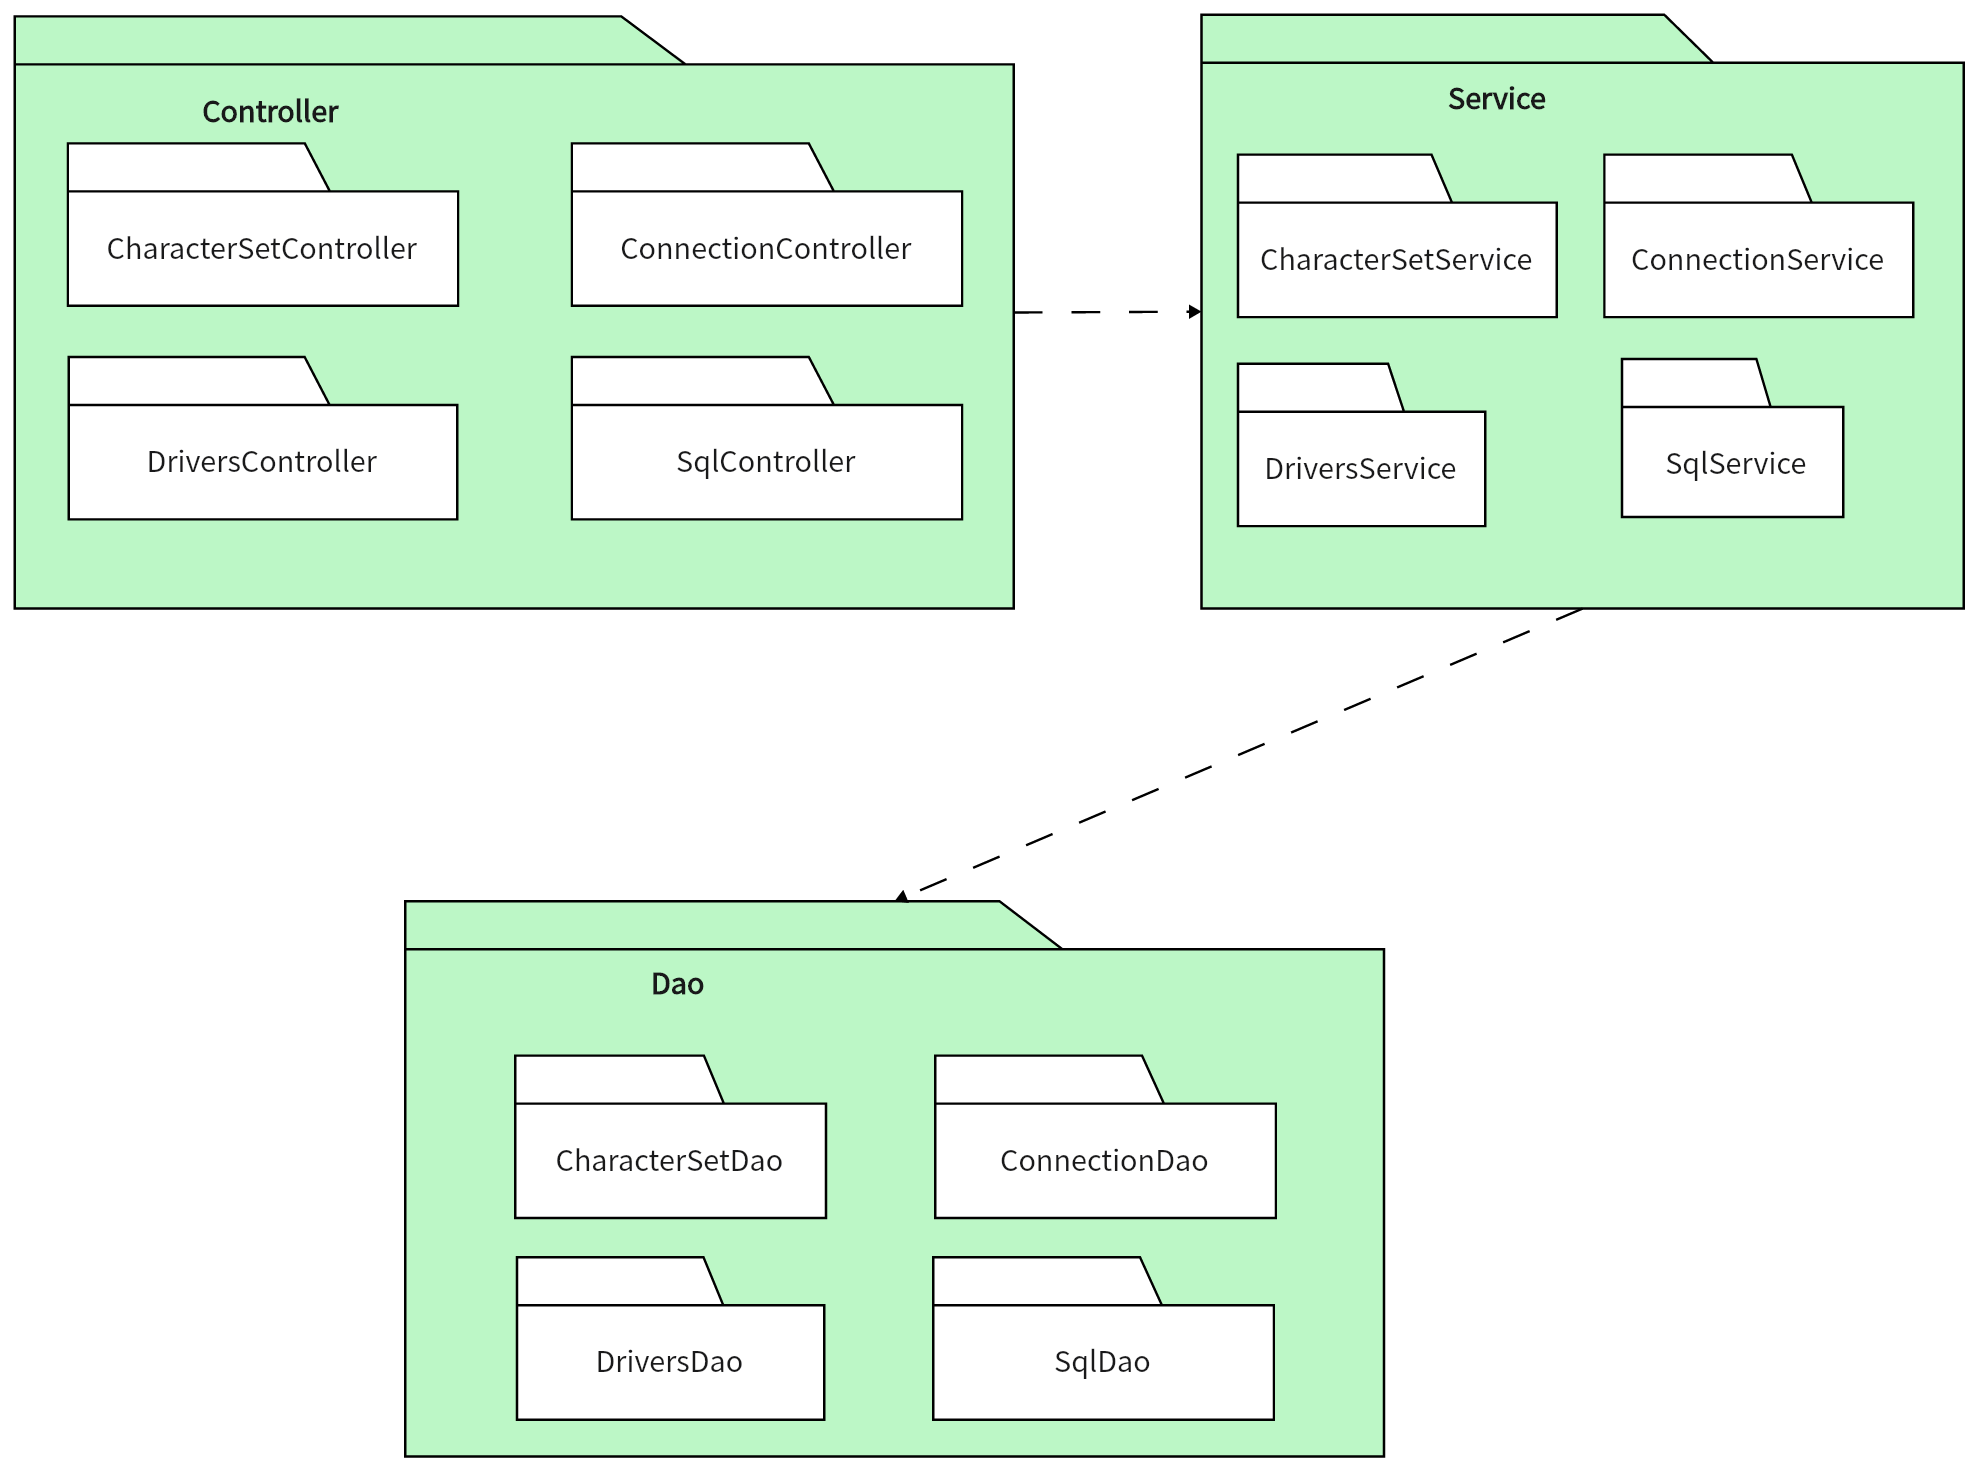 Controller
CharacterSetController
ConnectionController
DriversController
SqlController
Service
CharacterSetService
ConnectionService
DriversService
SqlService
Dao
CharacterSetDao
ConnectionDao
DriversDao
SqlDao